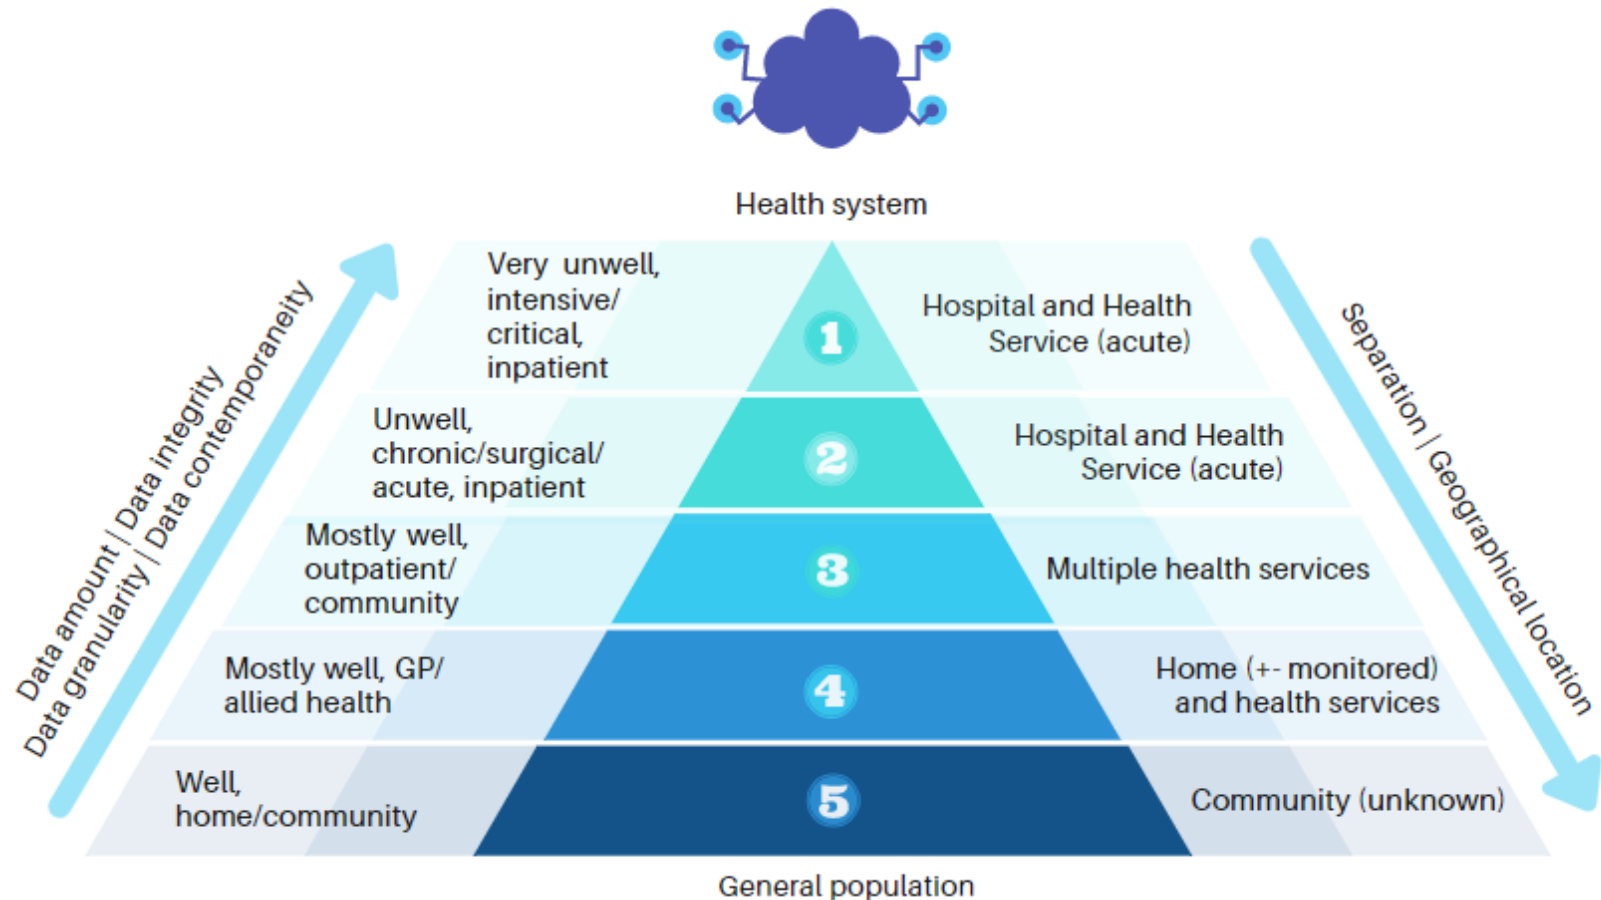 Health system
Very unwell,
intensive/
critical,
inpatient
1
Hospital and Health
Service (acute)
Unwell,
chronic/surgical/
acute, inpatient
2
Hospital and Health
Service (acute)
Mostly well,
outpatient/
community
3
Multiple health services
Mostly well, GP/
allied health
4
Home (+- monitored)
and health services
Well,
home/community
5
Community (unknown)
General population
Data amount | Data integrity
Data granularity | Data contemporaneity
Separation | Geographical location